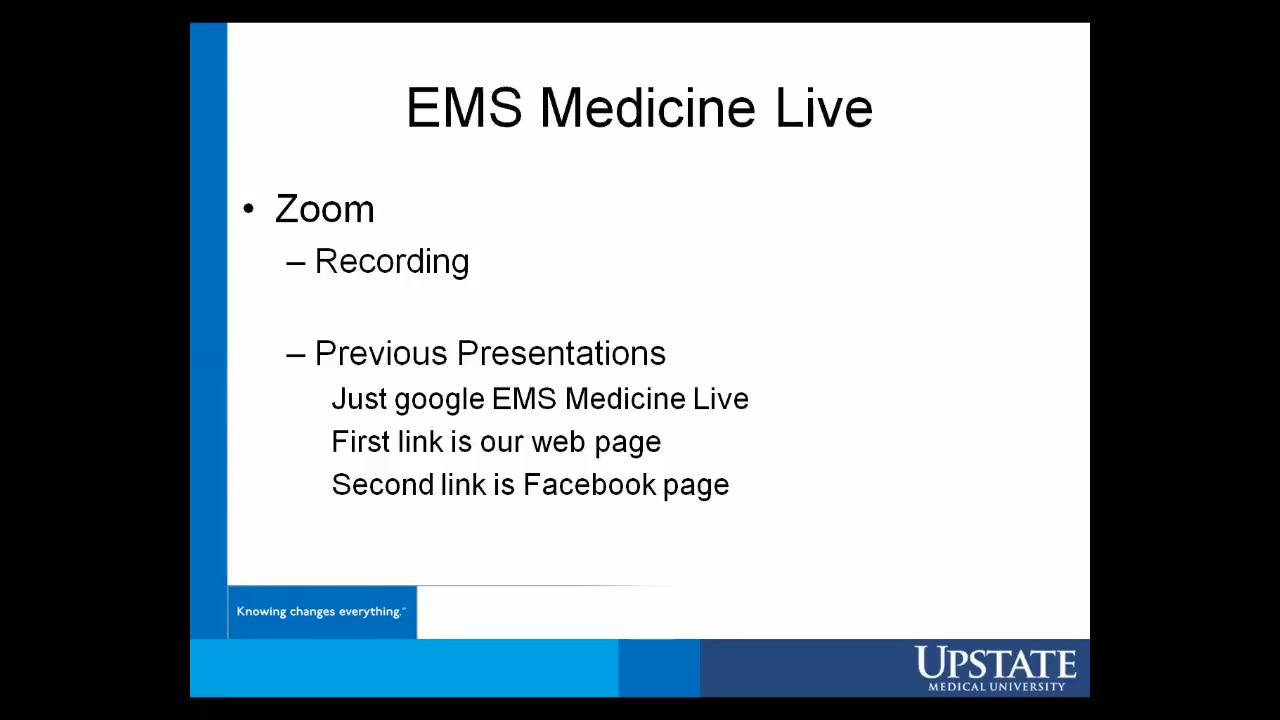 EMS Medicine Live
• Zoom
– Recording
– Previous Presentations
Just google EMS Medicine Live
First link is our web page
Second link is Facebook page
Knowing changes everything.™
UPSTATE
MEDICAL UNIVERSITY